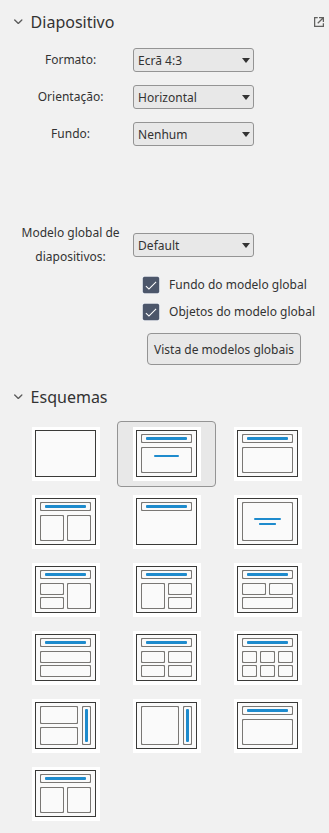 Diapositivo
Formato: Ecrã 4:3
Orientação: Horizontal
Fundo: Nenhum
Modelo global de
diapositivos: Default
Fundo do modelo global
Objetos do modelo global
Vista de modelos globais
Esquemas